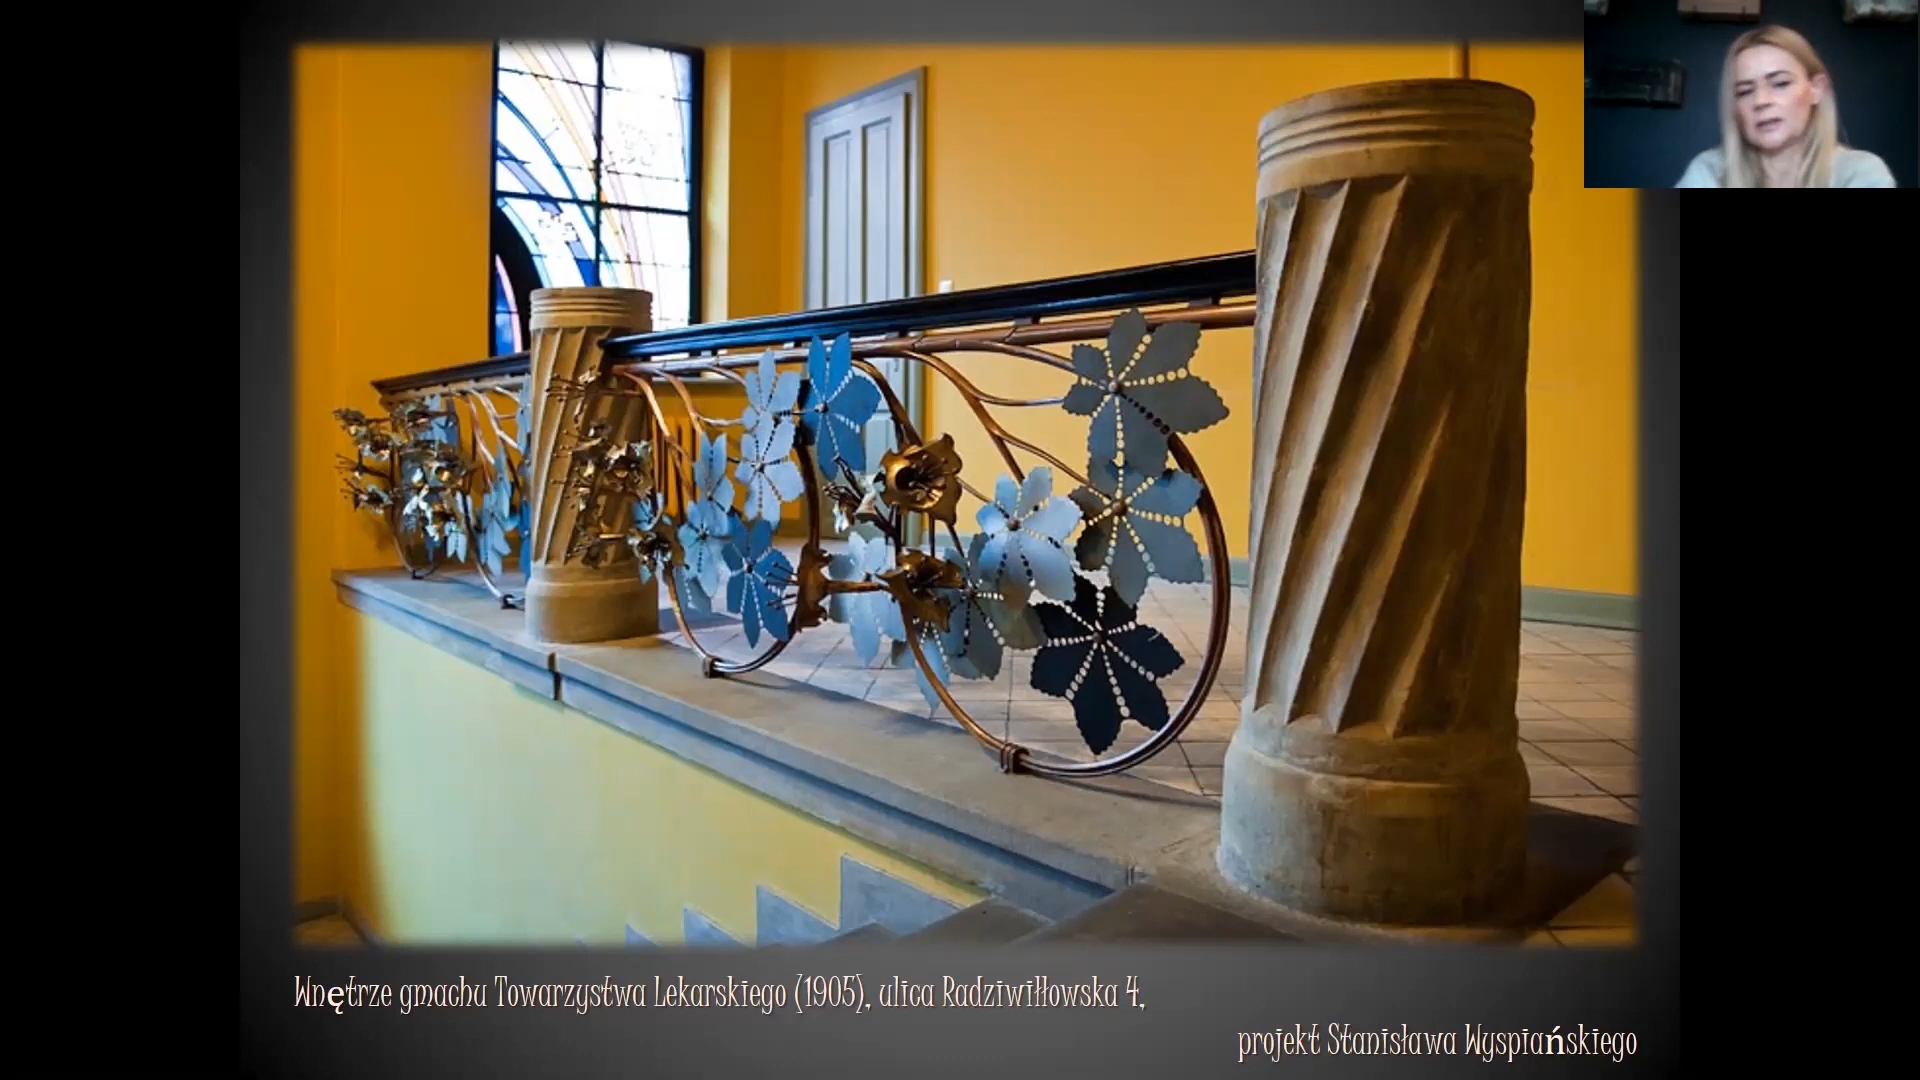 Wnętrze gmachu Towarzystwa Lekarskiego (1905), ulica Radziwiłłowska 4,
projekt Stanisława Wyspiańskiego